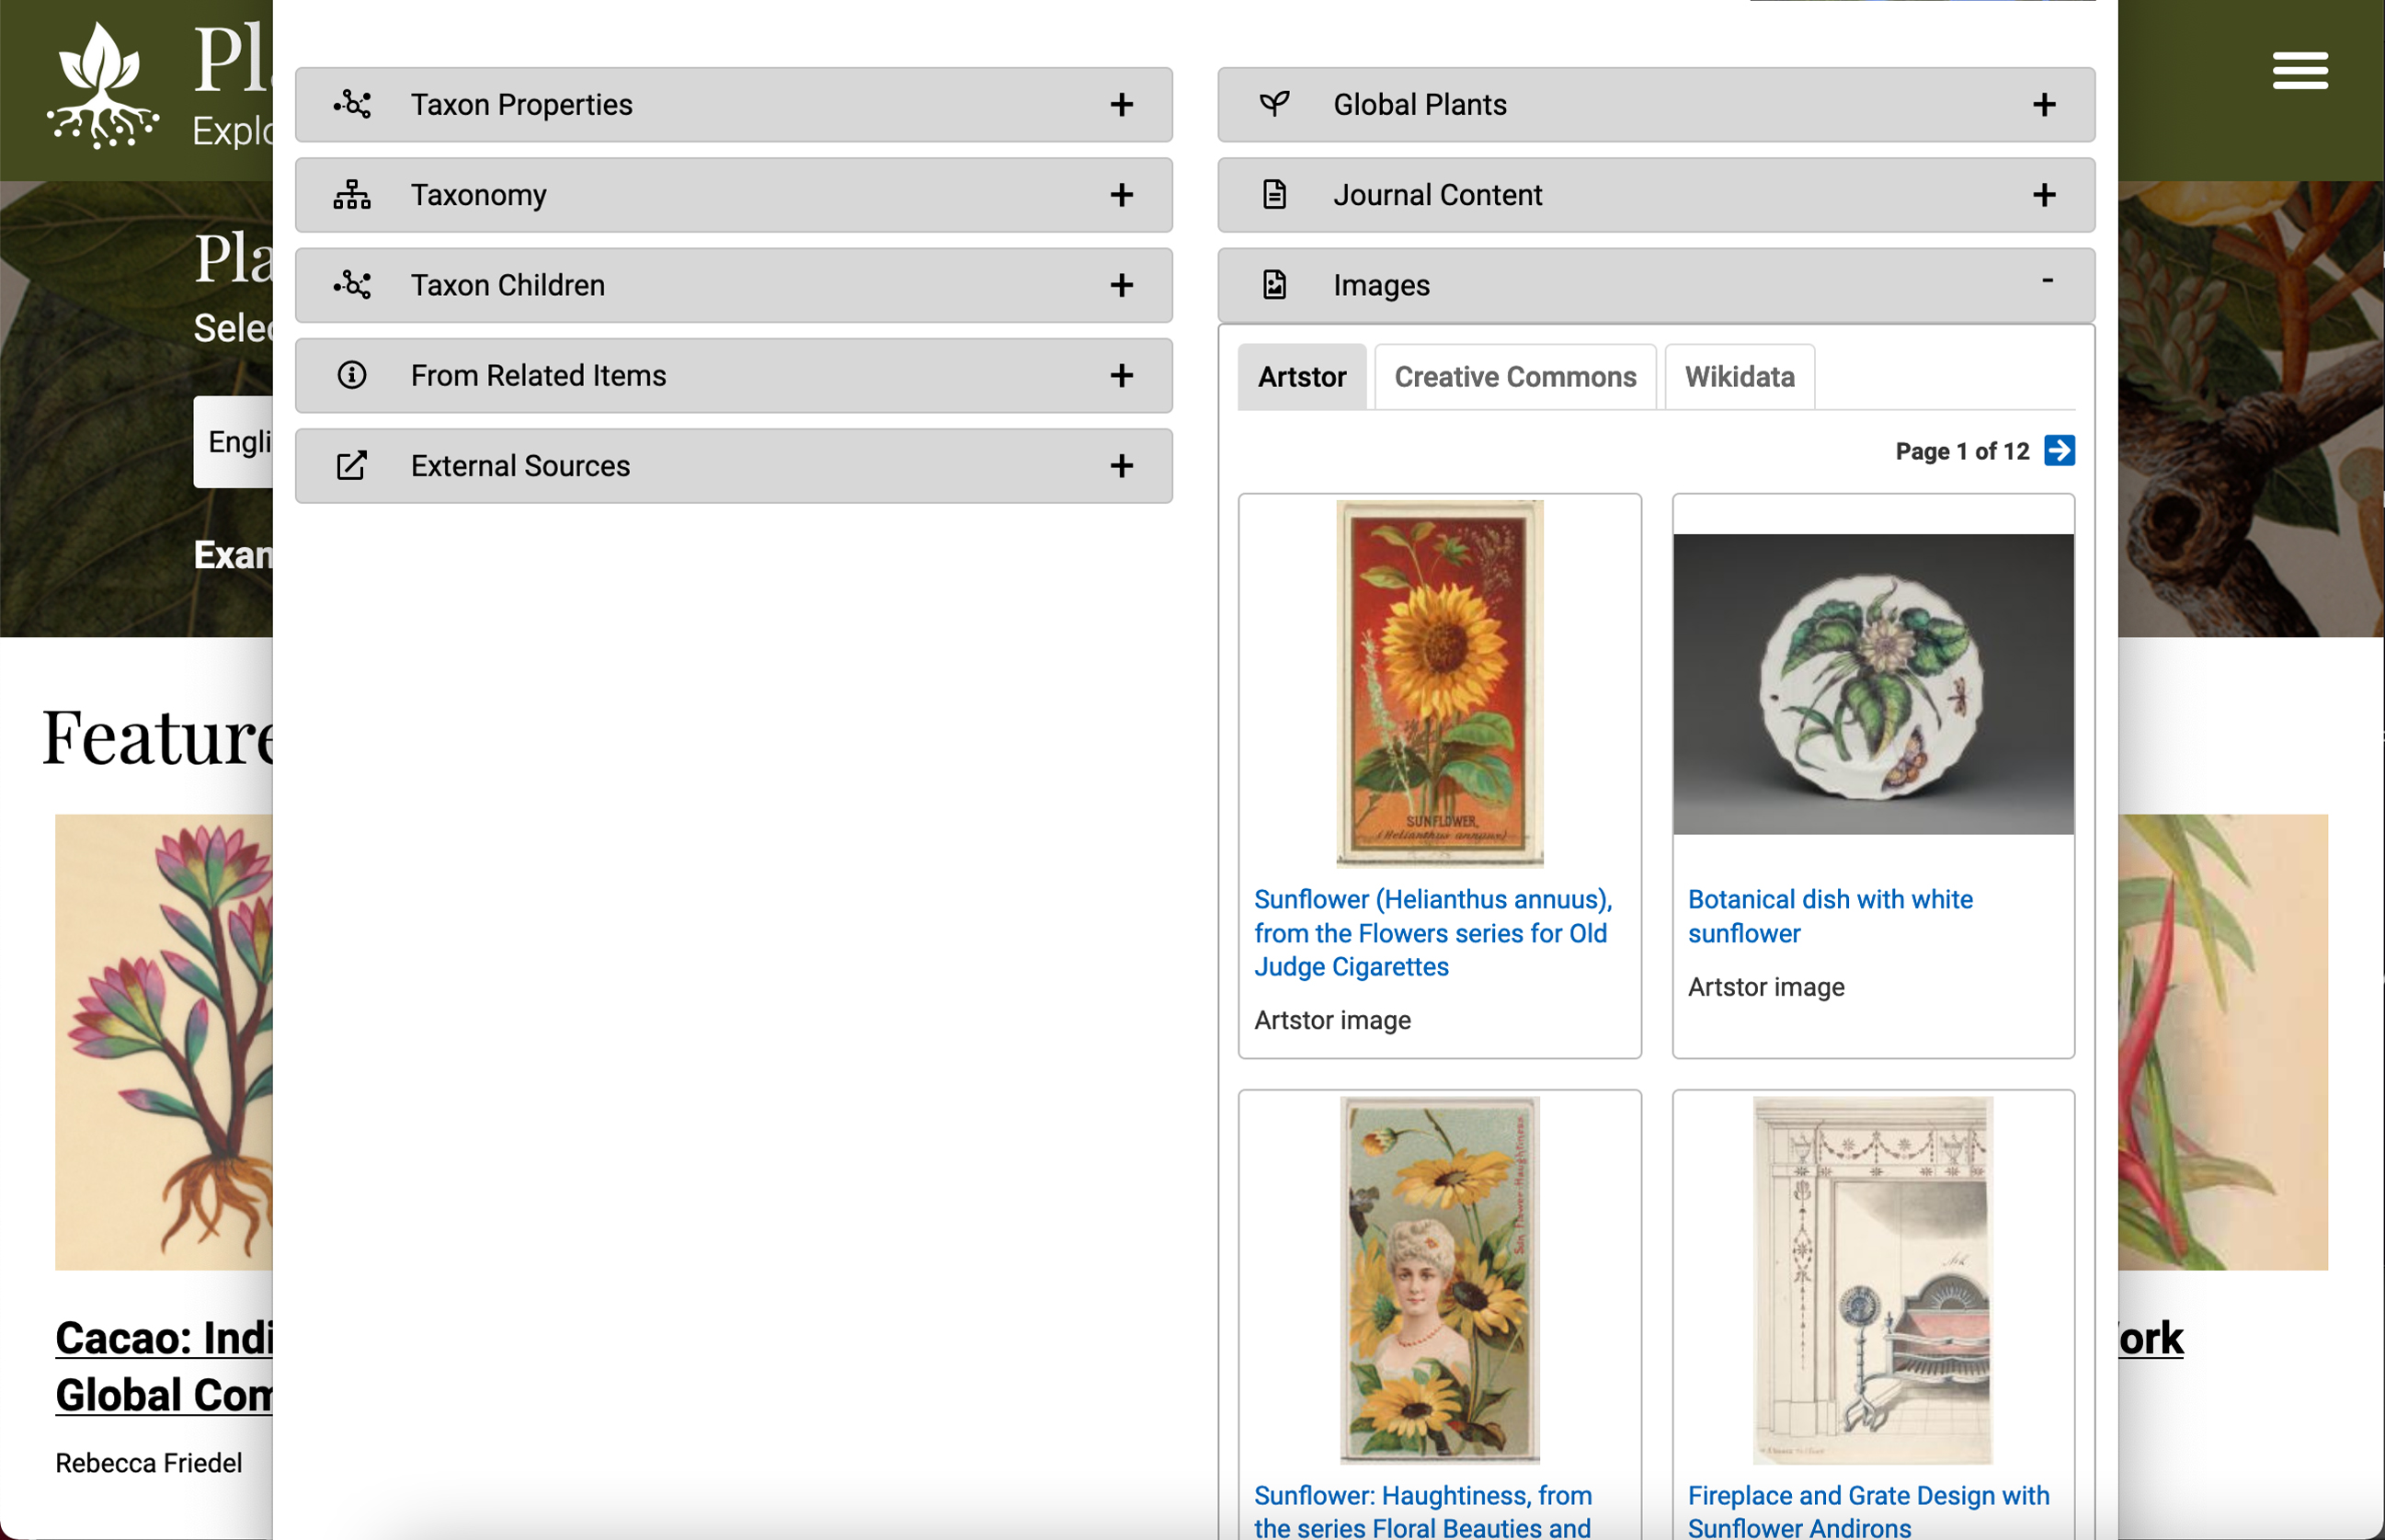 Pl
Explo
Pla
Selec
Engli
Exam
Feature
Cacao: Indi
Global Com
Rebecca Friedel
Taxon Properties
Taxonomy
Taxon Children
From Related Items
External Sources
Global Plants
Journal Content
Images
Artstor
Creative Commons
Wikidata
Page 1 of 12
SUNFLOWER,
(Helianthus annuus)
Sunflower (Helianthus annuus),
from the Flowers series for Old
Judge Cigarettes
Artstor image
Botanical dish with white
sunflower
Artstor image
Sun Flower: Haughtiness.
Sunflower: Haughtiness, from
the series Floral Beauties and
Fireplace and Grate Design with
Sunflower Andirons
ork